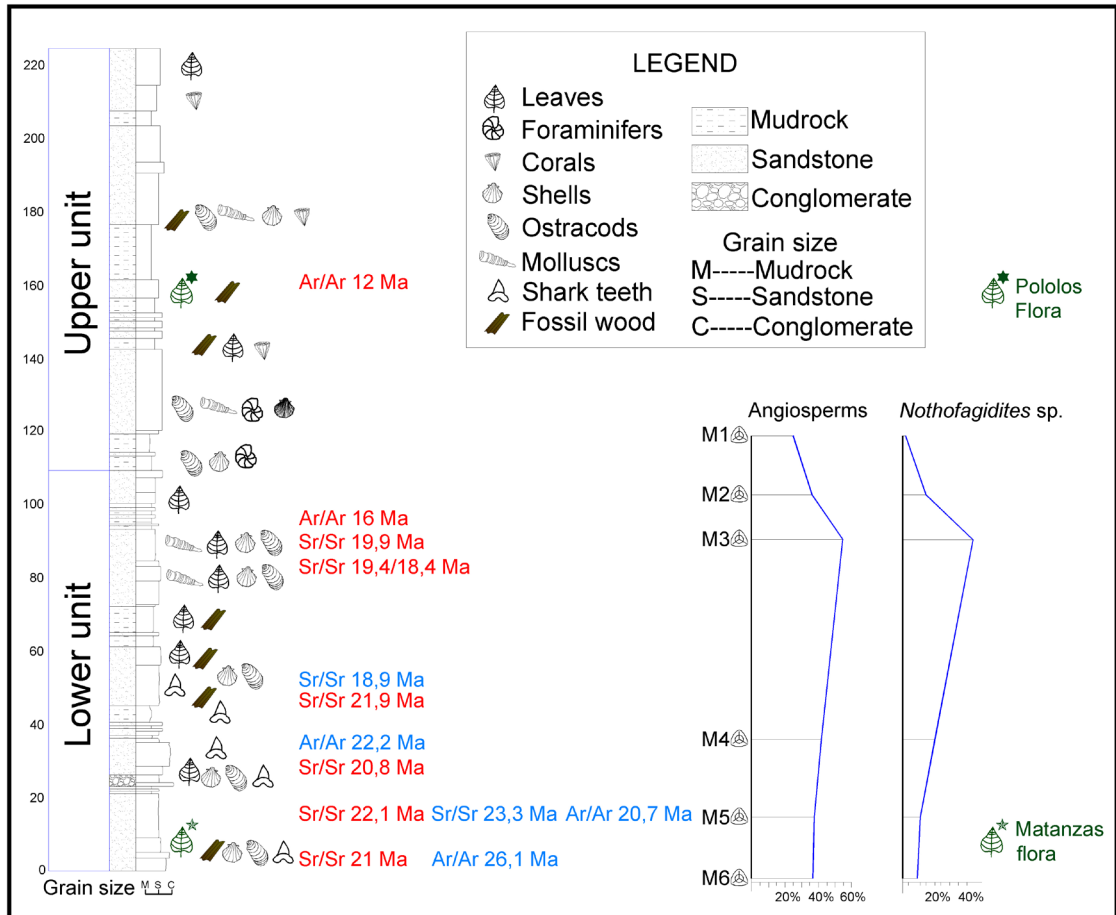 220
200
180
160
140
120
100
80
60
40
20
0
Upper unit
Lower unit
Grain size M S C
LEGEND
Leaves
Foraminifers
Corals
Shells
Ostracods
Molluscs
Shark teeth
Fossil wood
Mudrock
Sandstone
Conglomerate
Grain size
M-----Mudrock
S-----Sandstone
C-----Conglomerate
Ar/Ar 12 Ma
Ar/Ar 16 Ma
Sr/Sr 19,9 Ma
Sr/Sr 19,4/18,4 Ma
Sr/Sr 18,9 Ma
Sr/Sr 21,9 Ma
Ar/Ar 22,2 Ma
Sr/Sr 20,8 Ma
Sr/Sr 22,1 Ma Sr/Sr 23,3 Ma Ar/Ar 20,7 Ma
Sr/Sr 21 Ma Ar/Ar 26,1 Ma
Pololos
Flora
Angiosperms
Nothofagidites sp.
M1
M2
M3
M4
M5
M6
20% 40% 60%
20% 40%
Matanzas
flora